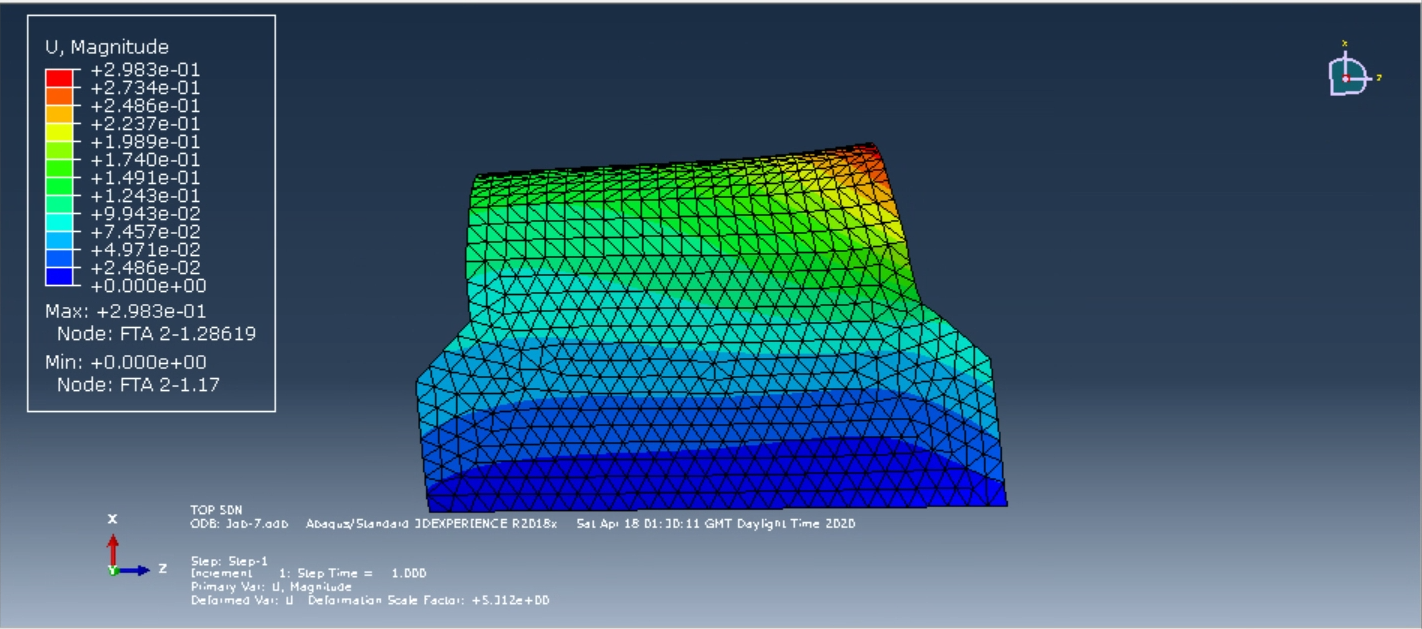 U, Magnitude
+2.983e-01
+2.734e-01
+2.486e-01
+2.237e-01
+1.989e-01
+1.740e-01
+1.491e-01
+1.243e-01
+9.943e-02
+7.457e-02
+4.971e-02
+2.486e-02
+0.000e+00
Max: +2.983e-01
Node: FTA 2-1.28619
Min: +0.000e+00
Node: FTA 2-1.17
X
Z
X
Y
Z
TOP SDN
ODB: Job-7.odb Abaqus/Standard 3DEXPERIENCE R2018x Sat Apr 18 01:30:11 GMT Daylight Time 2020
Step: Step-1
Increment 1: Step Time = 1.000
Primary Var: U, Magnitude
Deformed Var: U Deformation Scale Factor: +5.312e+00